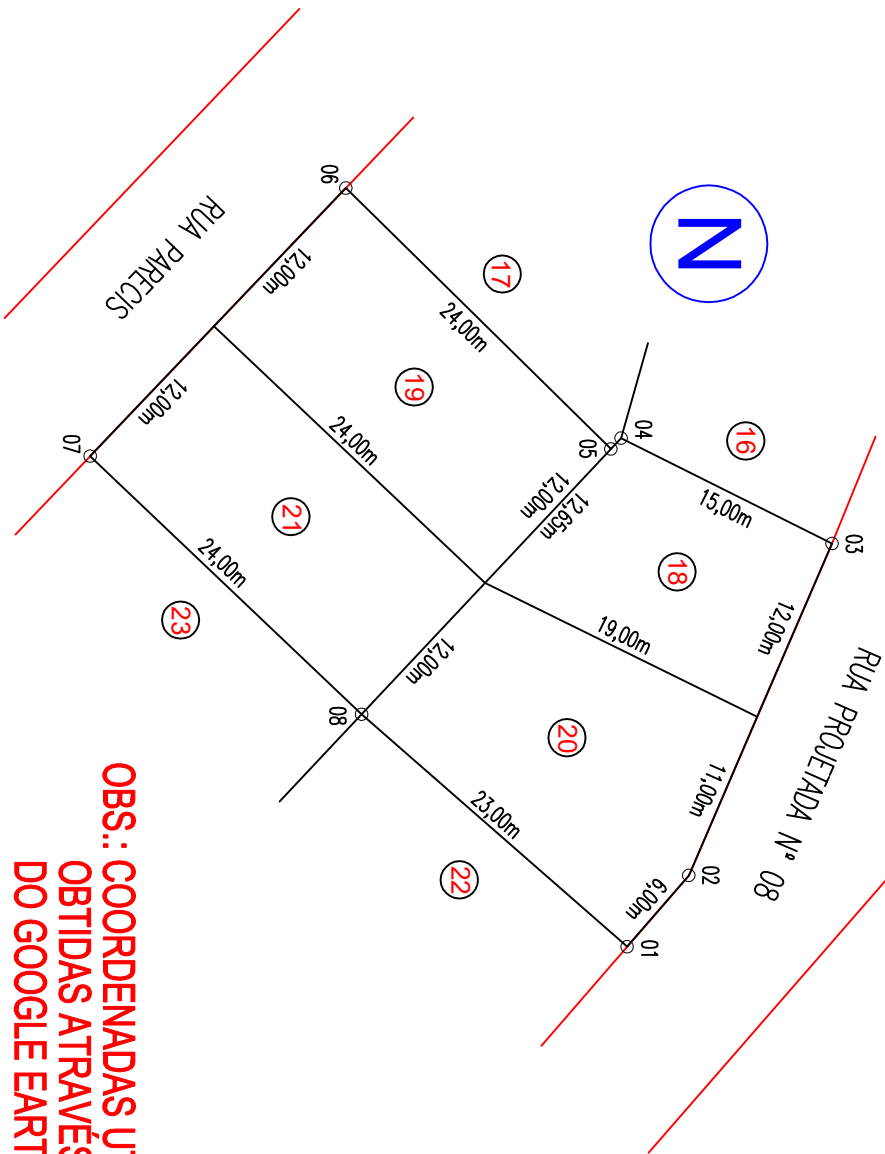 N
RUA PROJETADA Nº 08
RUA PARECIS
16
17
18
19
20
21
22
23
01
02
03
04
05
06
07
08
12,00m
11,00m
6,00m
15,00m
19,00m
23,00m
12,65m
12,00m
12,00m
24,00m
24,00m
24,00m
12,00m
12,00m
OBS.: COORDENADAS
OBTIDAS ATRAVÉS
DO GOOGLE